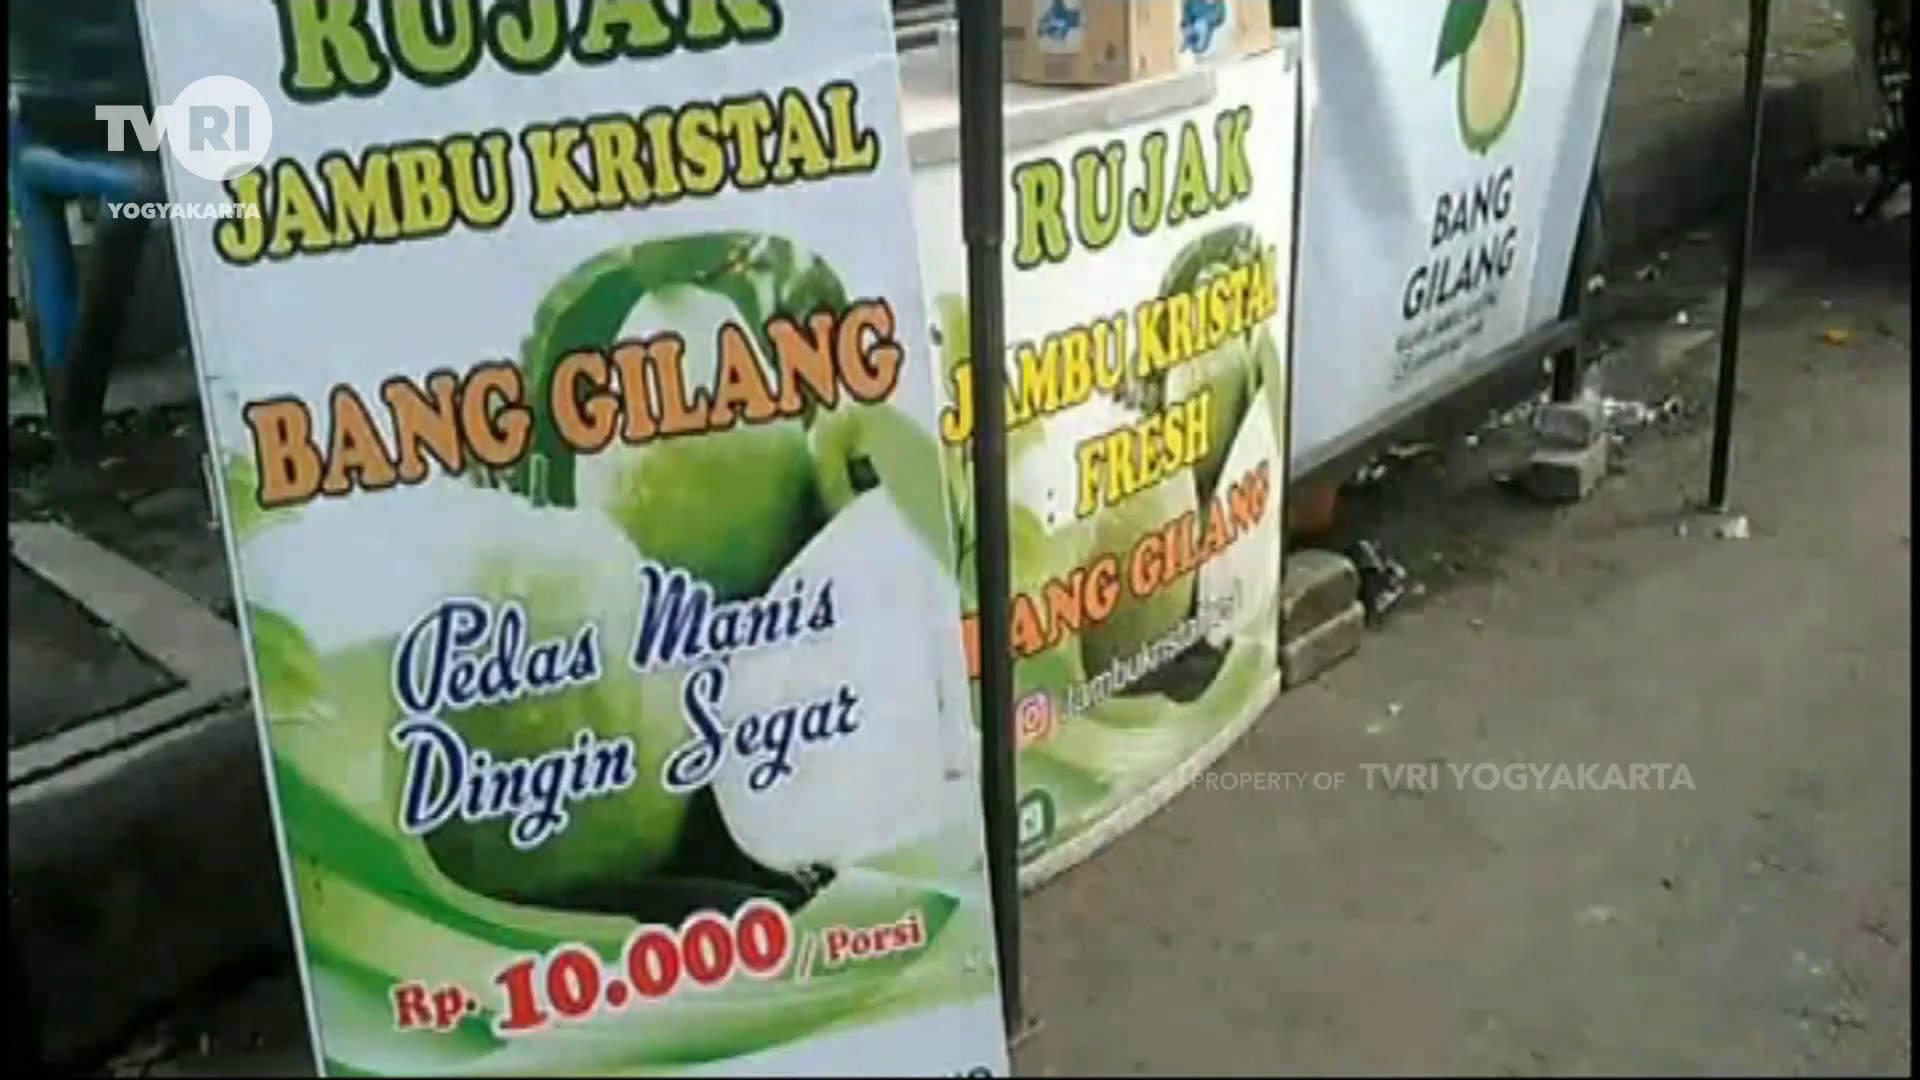 RUJAK
JAMBU KRISTAL
BANG GILANG
Pedas Manis
Dingin Segar
Rp. 10.000 / Porsi
RUJAK
JAMBU KRISTAL
FRESH
BANG GILANG
BANG
GILANG
TVRI
YOGYAKARTA
PROPERTY OF TVRI YOGYAKARTA